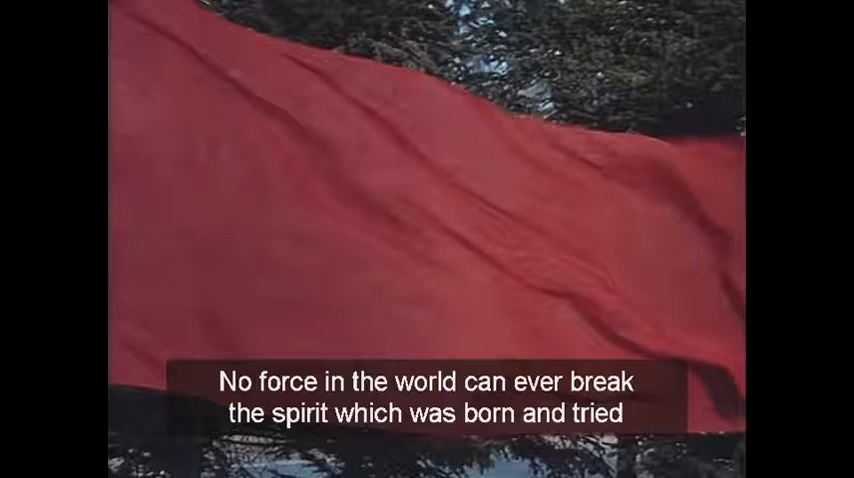 No force in the world can ever break
the spirit which was born and tried